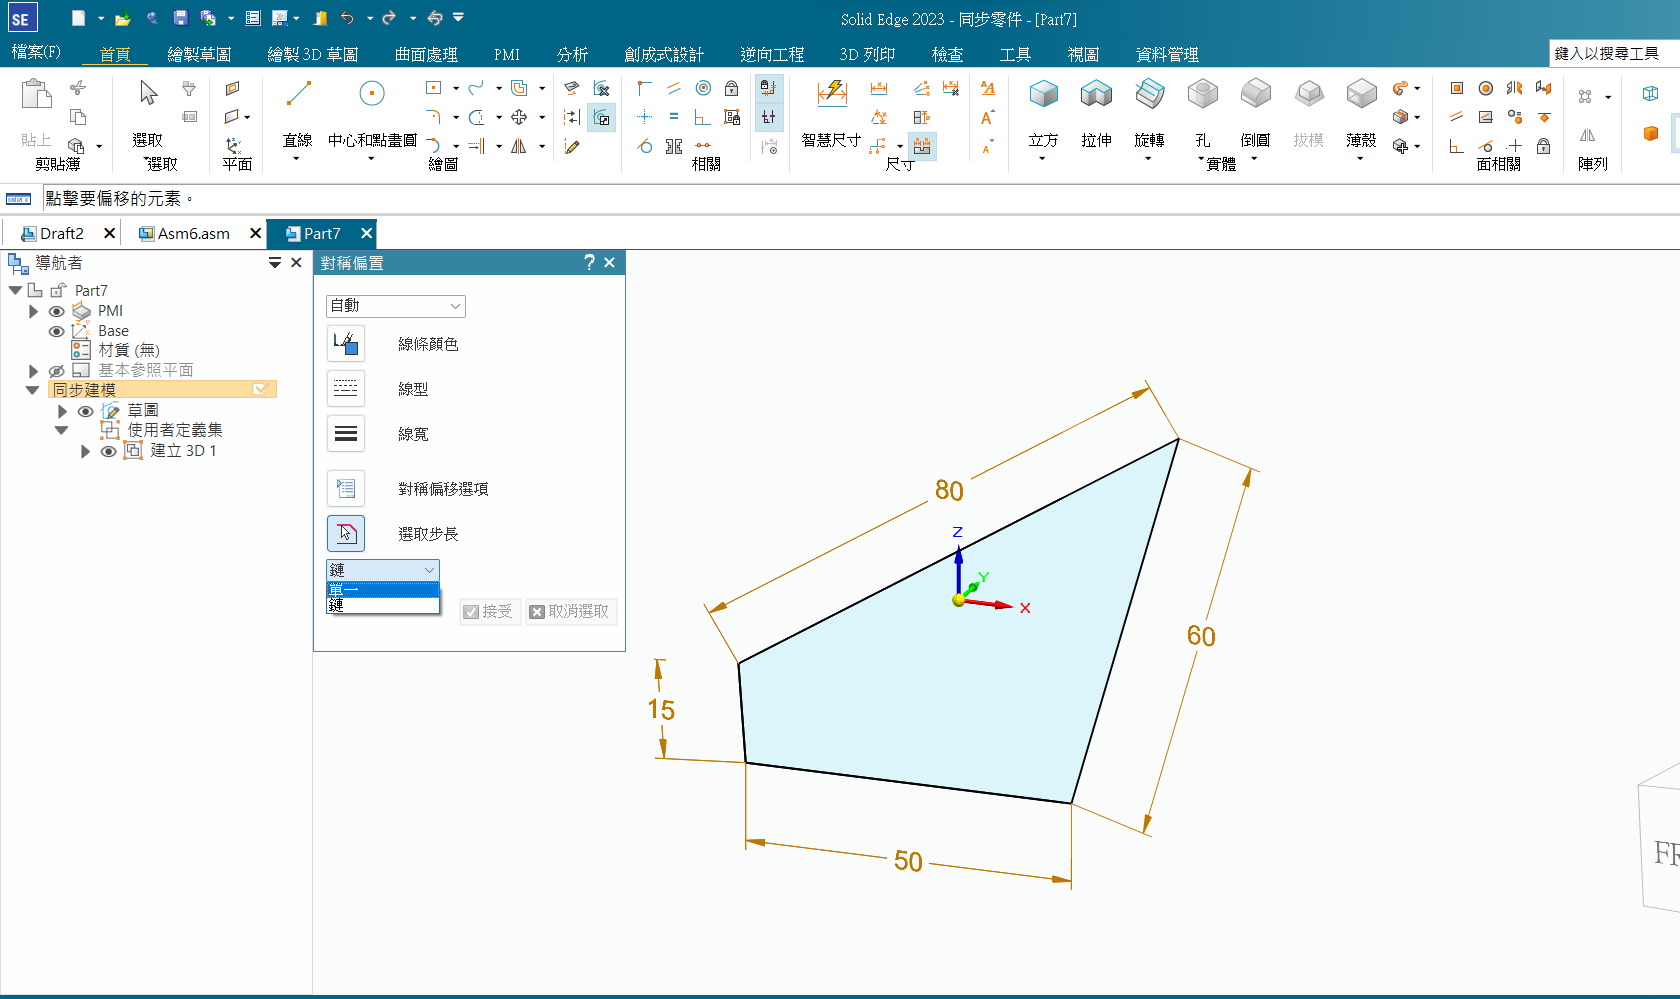 SE
Solid Edge 2023 - 同步零件 - [Part7]
檔案(F) 首頁 繪製草圖 繪製 3D 草圖 曲面處理 PMI 分析 創成式設計 逆向工程 3D 列印 檢查 工具 視圖 資料管理
鍵入以搜尋工具
貼上 選取 直線 中心和點畫圓 智慧尺寸 立方 拉伸 旋轉 孔 倒圓 拔模 薄殼
剪貼簿 選取 平面 繪圖 相關 尺寸 實體 面相關 陣列
點擊要偏移的元素。
Draft2 Asm6.asm Part7
導航者
Part7
PMI
Base
材質 (無)
基本參照平面
同步建模
草圖
使用者定義集
建立 3D 1
對稱偏置 ?
自動
線條顏色
線型
線寬
對稱偏移選項
選取步長
鏈
單一
鏈
接受 取消選取
80
Z
Y
X
60
15
50
FR